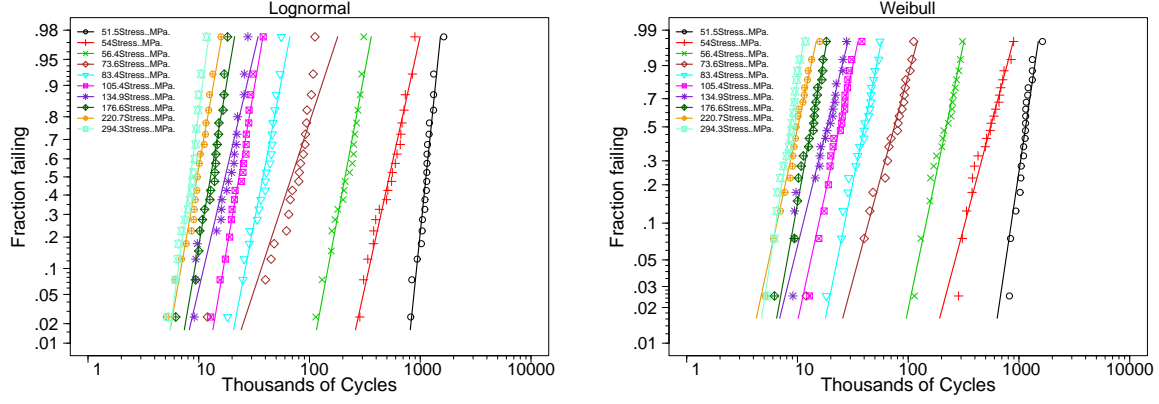 Lognormal
.98
.95
.9
.8
.7
.6
.5
.4
.3
.2
.1
.05
.02
.01
Fraction failing
51.5Stress..MPa.
54Stress..MPa.
56.4Stress..MPa.
73.6Stress..MPa.
83.4Stress..MPa.
105.4Stress..MPa.
134.9Stress..MPa.
176.6Stress..MPa.
220.7Stress..MPa.
294.3Stress..MPa.
1 10 100 1000 10000
Thousands of Cycles
Weibull
.99
.9
.7
.5
.3
.2
.1
.05
.03
.02
.01
Fraction failing
51.5Stress..MPa.
54Stress..MPa.
56.4Stress..MPa.
73.6Stress..MPa.
83.4Stress..MPa.
105.4Stress..MPa.
134.9Stress..MPa.
176.6Stress..MPa.
220.7Stress..MPa.
294.3Stress..MPa.
1 10 100 1000 10000
Thousands of Cycles